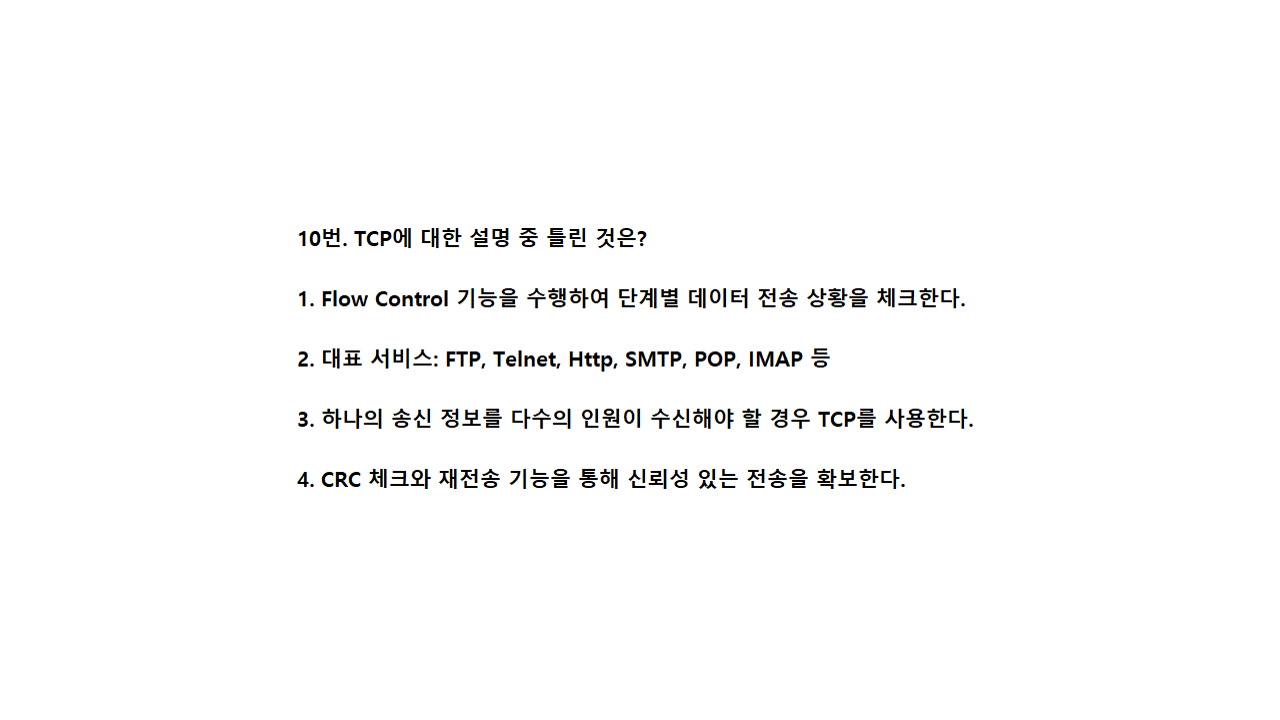 10번. TCP에 대한 설명 중 틀린 것은?
1. Flow Control 기능을 수행하여 단계별 데이터 전송 상황을 체크한다.
2. 대표 서비스: FTP, Telnet, Http, SMTP, POP, IMAP 등
3. 하나의 송신 정보를 다수의 인원이 수신해야 할 경우 TCP를 사용한다.
4. CRC 체크와 재전송 기능을 통해 신뢰성 있는 전송을 확보한다.